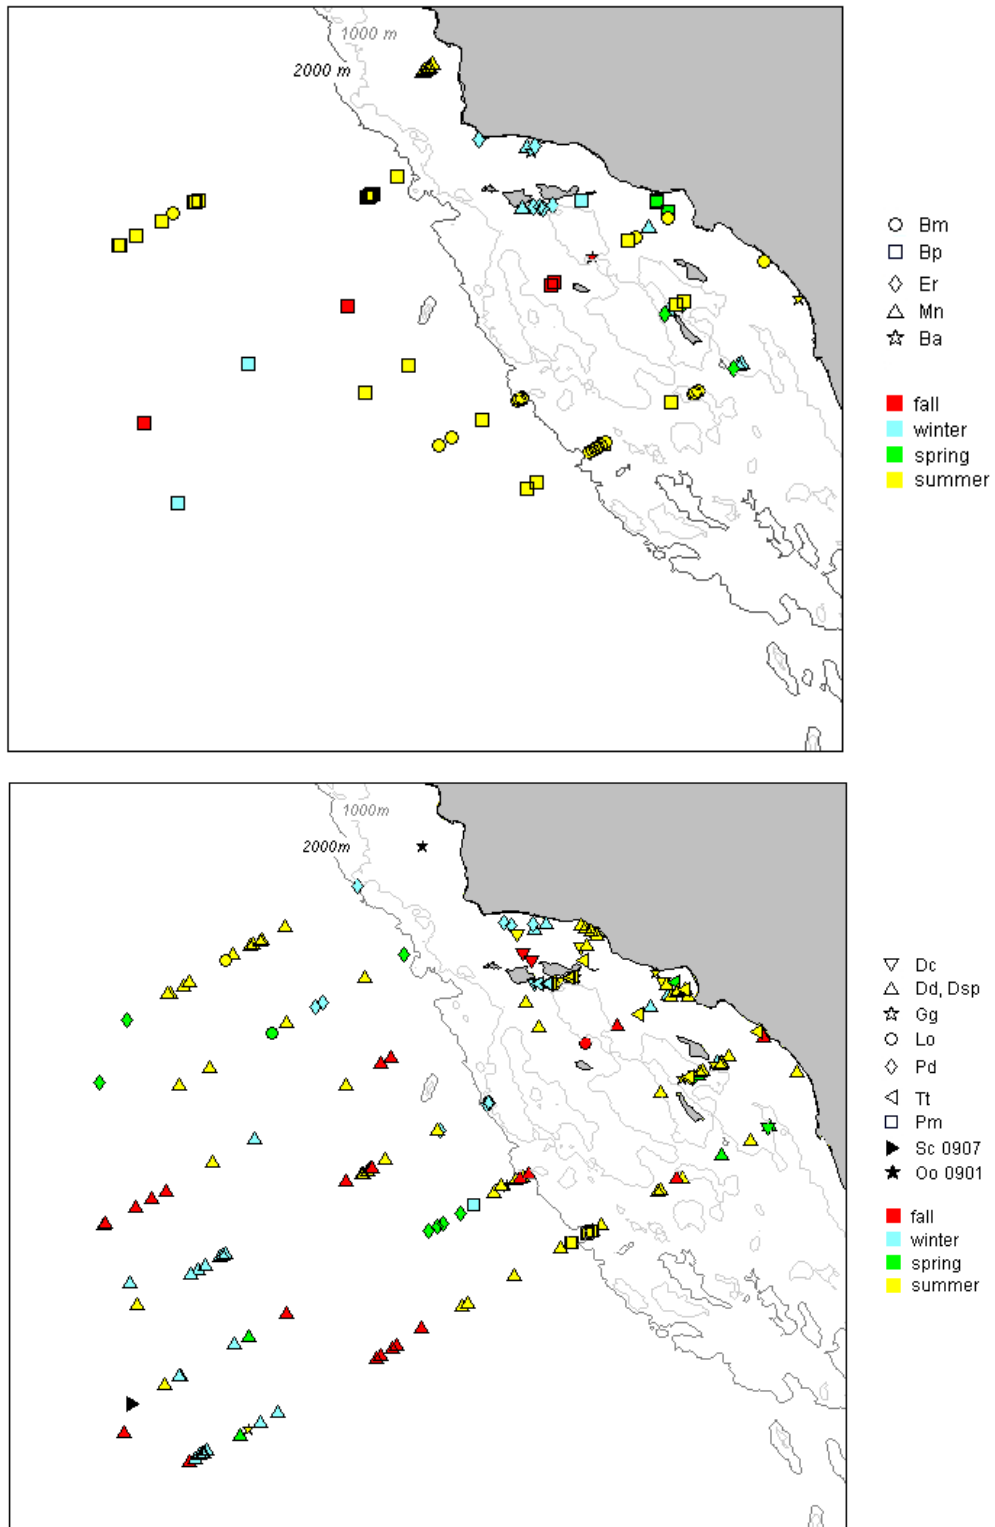 1000 m
2000 m
Bm
Bp
Er
Mn
Ba
fall
winter
spring
summer
1000m
2000m
Dc
Dd, Dsp
Gg
Lo
Pd
Tt
Pm
Sc 0907
Oo 0901
fall
winter
spring
summer